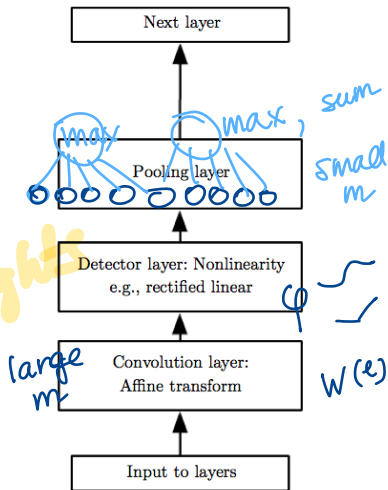 Next layer
max
max, sum
Pooling layer
small
m
ghts
Detector layer: Nonlinearity
e.g., rectified linear
φ
large
m
Convolution layer:
Affine transform
W(e)
Input to layers